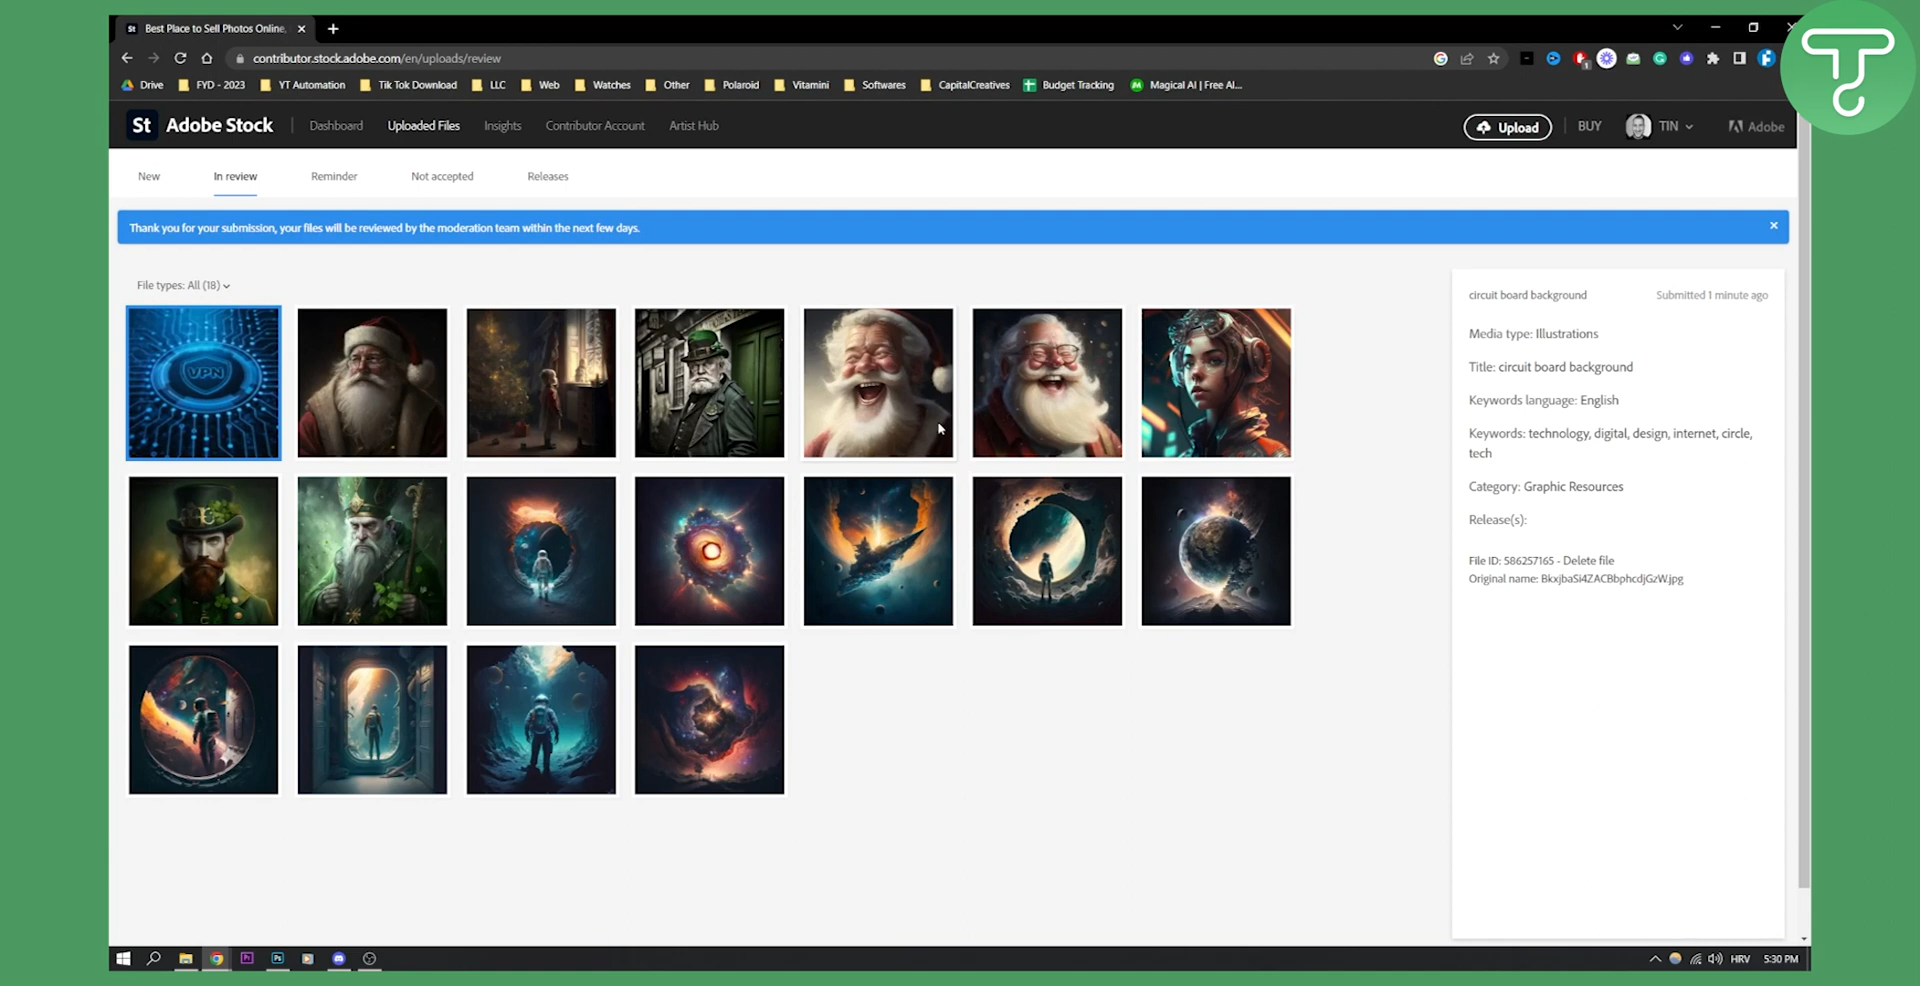 St Best Place to Sell Photos Online,
contributor.stock.adobe.com/en/uploads/review
Drive FYD - 2023 YT Automation Tik Tok Download LLC Web Watches Other Polaroid Vitamini Softwares CapitalCreatives Budget Tracking Magical AI | Free AI...
St Adobe Stock Dashboard Uploaded Files Insights Contributor Account Artist Hub Upload BUY TIN Adobe
New In review Reminder Not accepted Releases
Thank you for your submission, your files will be reviewed by the moderation team within the next few days.
File types: All (18)
VPN
circuit board background Submitted 1 minute ago
Media type: Illustrations
Title: circuit board background
Keywords language: English
Keywords: technology, digital, design, internet, circle,
tech
Category: Graphic Resources
Release(s):
File ID: 586257165 - Delete file
Original name: BkxjbaSi4ZACBbphcdjGzW.jpg
Pr Ps HRV 5:30 PM